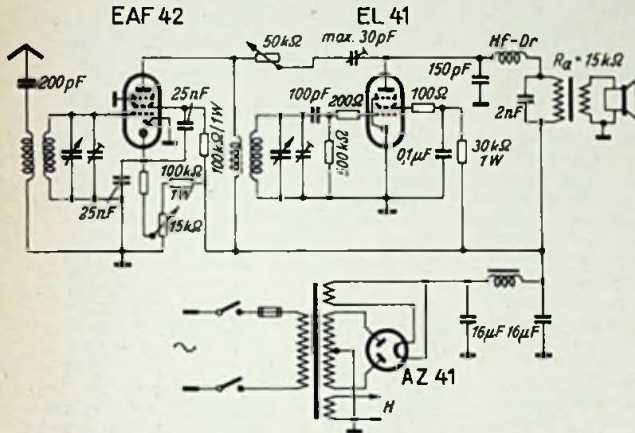 EAF 42
EL 41
50kΩ
max. 30pF
Hf-Dr
Ra = 15kΩ
200pF
25nF
150pF
2nF
100pF
200Ω
100Ω
100kΩ/1W
0,1µF
30kΩ
1W
100kΩ
1W
25nF
15kΩ
16µF
16µF
AZ 41
H